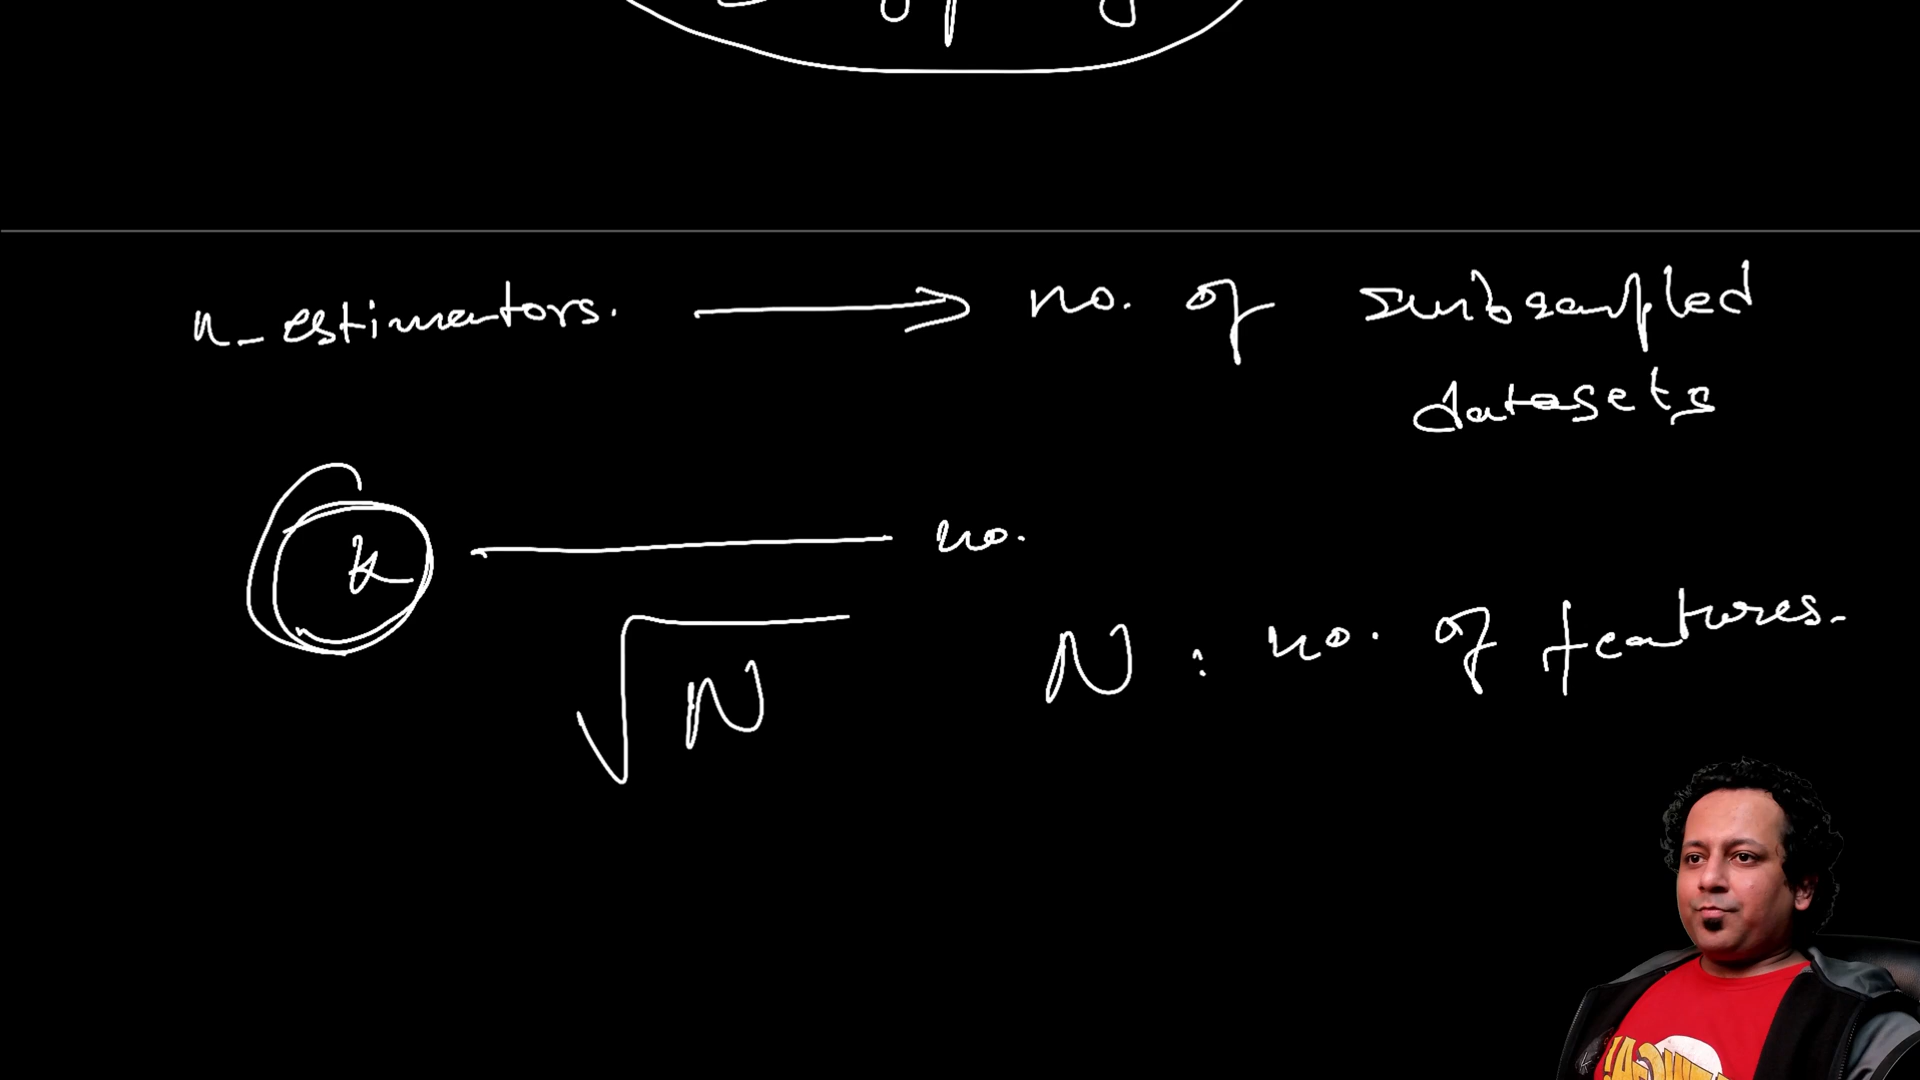 n_estimators. → no. of subsampled
datasets
k — no.
√N N : no. of features.